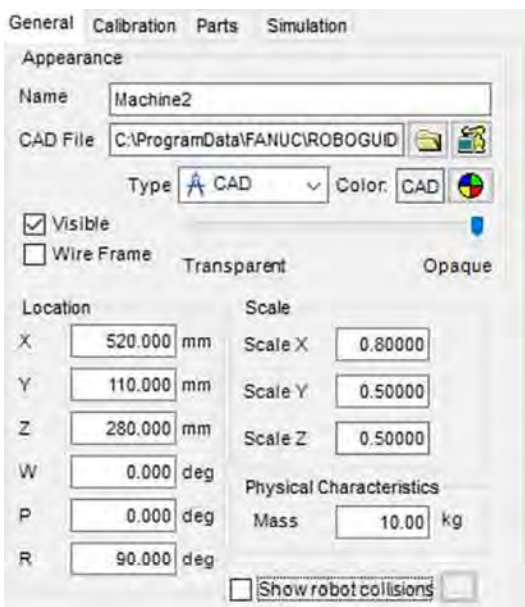 General Calibration Parts Simulation
Appearance
Name Machine2
CAD File C:\ProgramData\FANUC\ROBOGUID
Type CAD Color: CAD
Visible
Wire Frame
Transparent Opaque
Location Scale
X 520.000 mm Scale X 0.80000
Y 110.000 mm Scale Y 0.50000
Z 280.000 mm Scale Z 0.50000
W 0.000 deg
Physical Characteristics
P 0.000 deg Mass 10.00 kg
R 90.000 deg
Show robot collisions